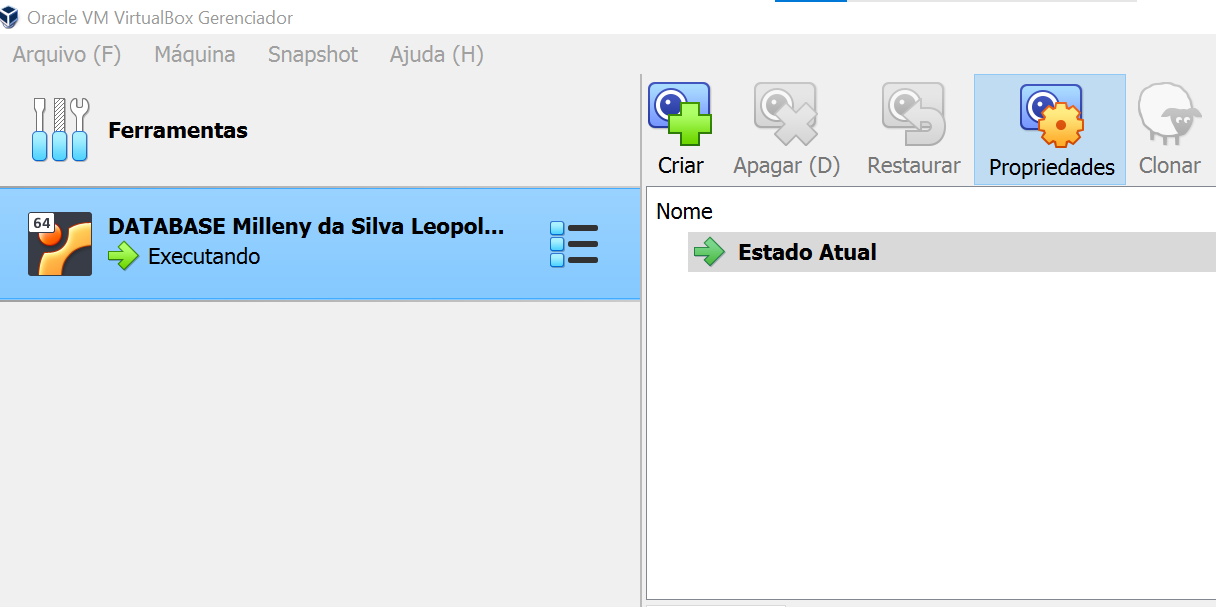 Oracle VM VirtualBox Gerenciador
Arquivo (F) Máquina Snapshot Ajuda (H)
Ferramentas
64
DATABASE Milleny da Silva Leopol...
Executando
Criar Apagar (D) Restaurar Propriedades Clonar
Nome
Estado Atual